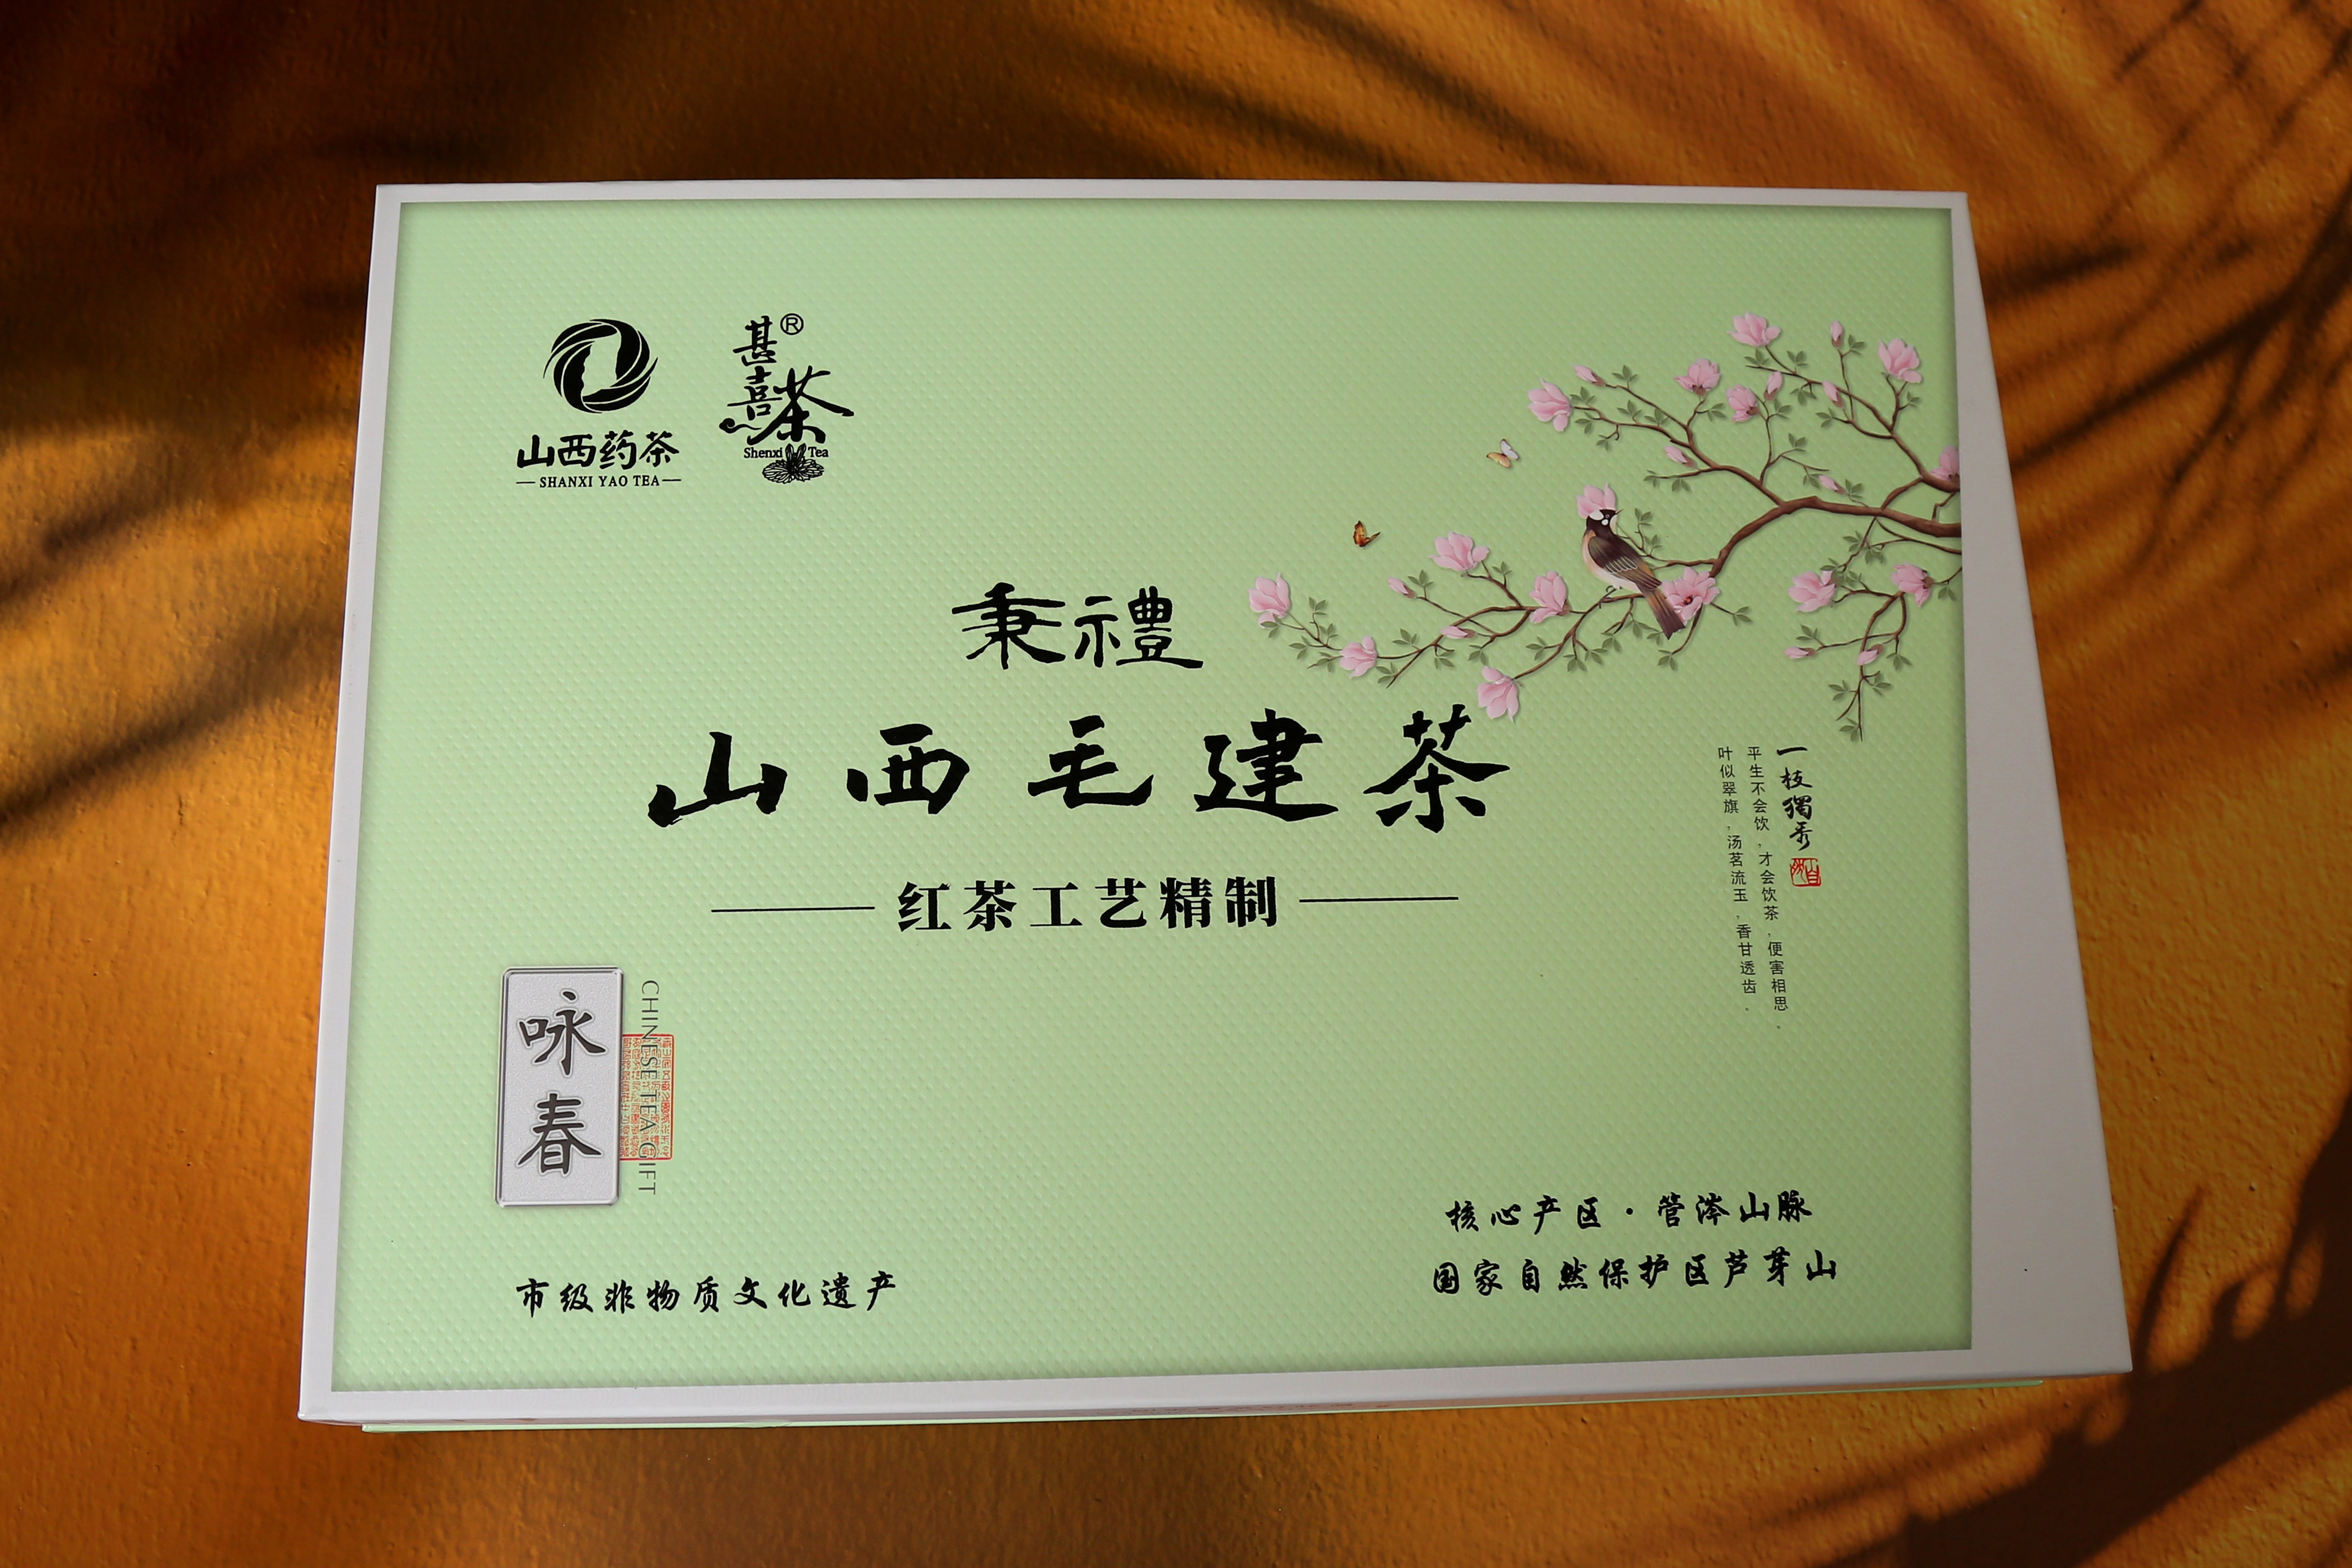 山西药茶
SHANXI YAO TEA
甚喜茶®
Shenxi Tea
秉禮
山西毛建茶
红茶工艺精制
一枝獨秀
平生不会饮，才会饮茶，便害相思。
叶似翠旗，汤茗流玉，香甘透齿。
咏春
CHINESE TEA GIFT
市级非物质文化遗产
核心产区·管涔山脉
国家自然保护区芦芽山